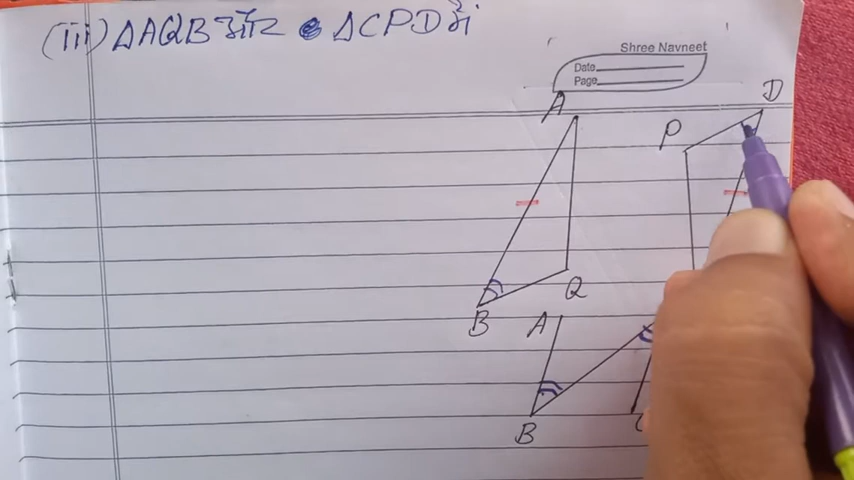 (iii) ΔAQB और ΔCPD में
Shree Navneet
Date
Page
A
D
P
B
Q
A
B